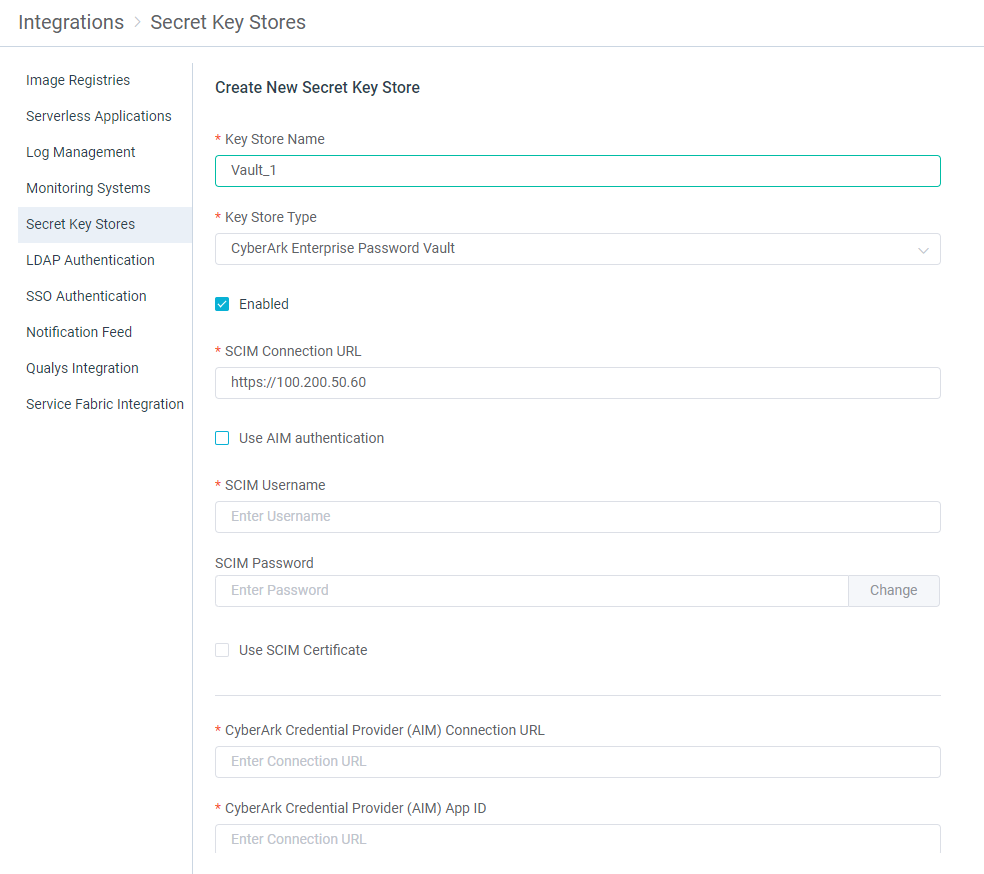 Integrations > Secret Key Stores
Image Registries
Serverless Applications
Log Management
Monitoring Systems
Secret Key Stores
LDAP Authentication
SSO Authentication
Notification Feed
Qualys Integration
Service Fabric Integration
Create New Secret Key Store
* Key Store Name
Vault_1
* Key Store Type
CyberArk Enterprise Password Vault
Enabled
* SCIM Connection URL
https://100.200.50.60
Use AIM authentication
* SCIM Username
Enter Username
SCIM Password
Enter Password Change
Use SCIM Certificate
* CyberArk Credential Provider (AIM) Connection URL
Enter Connection URL
* CyberArk Credential Provider (AIM) App ID
Enter Connection URL